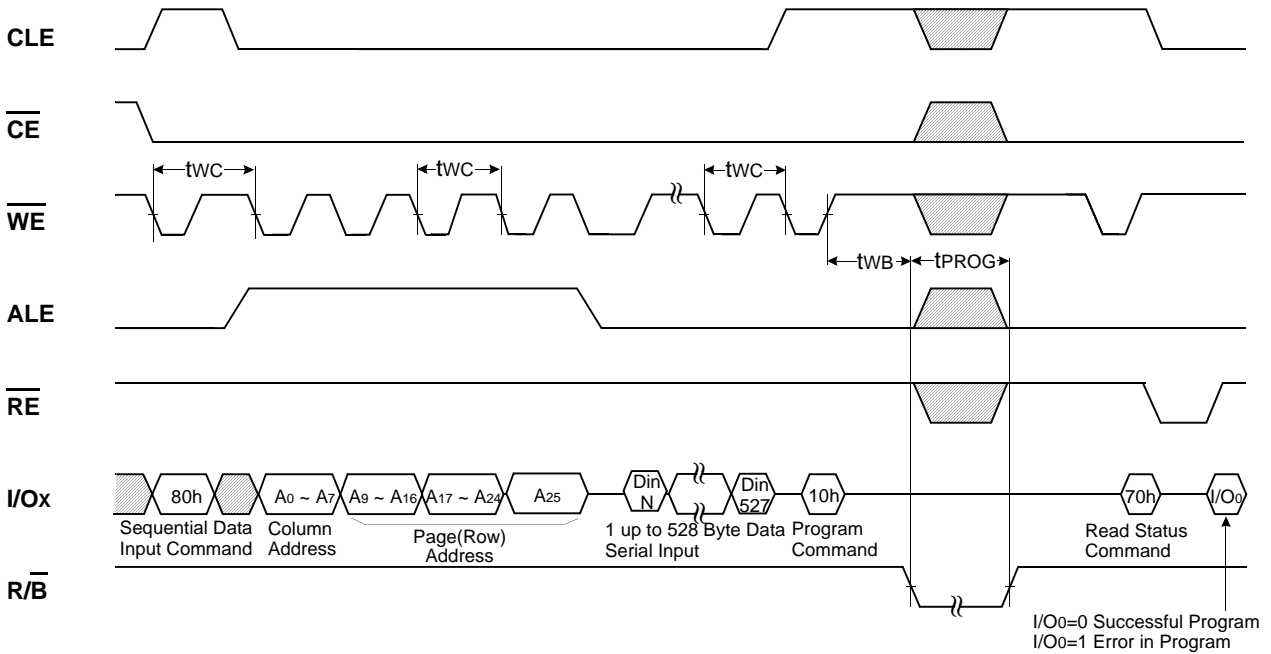 CLE
CE
tWC tWC tWC
WE
tWB tPROG
ALE
RE
I/Ox
80h A0 ~ A7 A9 ~ A16 A17 ~ A24 A25 Din N Din 527 10h 70h I/O0
Sequential Data Input Command
Column Address
Page(Row) Address
1 up to 528 Byte Data Serial Input
Program Command
Read Status Command
R/B
I/O0=0 Successful Program
I/O0=1 Error in Program